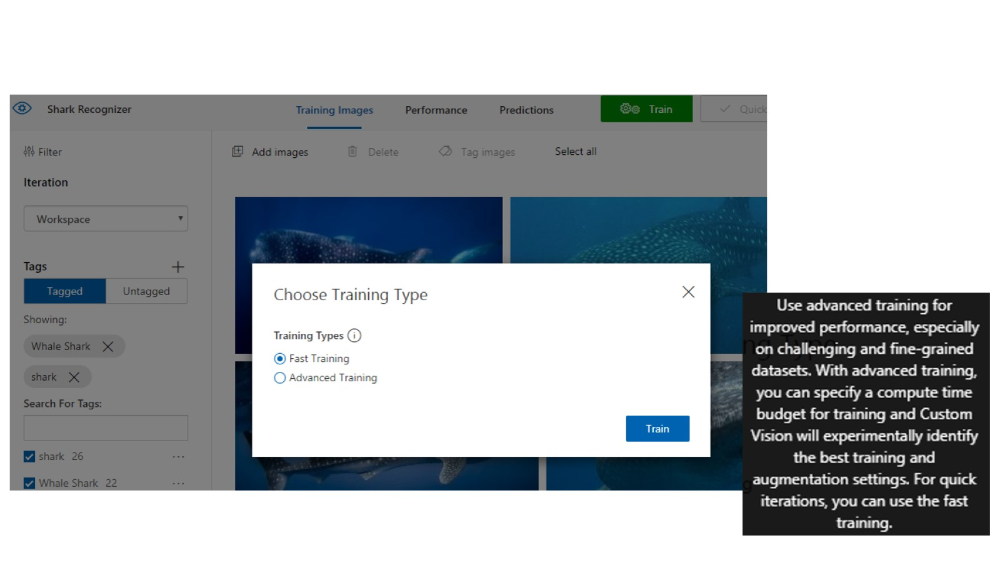 Shark Recognizer
Training Images
Performance
Predictions
Train
Quick
Filter
Add images
Delete
Tag images
Select all
Iteration
Workspace
Tags
Tagged
Untagged
Showing:
Whale Shark
shark
Search For Tags:
shark 26
Whale Shark 22
Choose Training Type
Training Types
Fast Training
Advanced Training
Train
Use advanced training for
improved performance, especially
on challenging and fine-grained
datasets. With advanced training,
you can specify a compute time
budget for training and Custom
Vision will experimentally identify
the best training and
augmentation settings. For quick
iterations, you can use the fast
training.